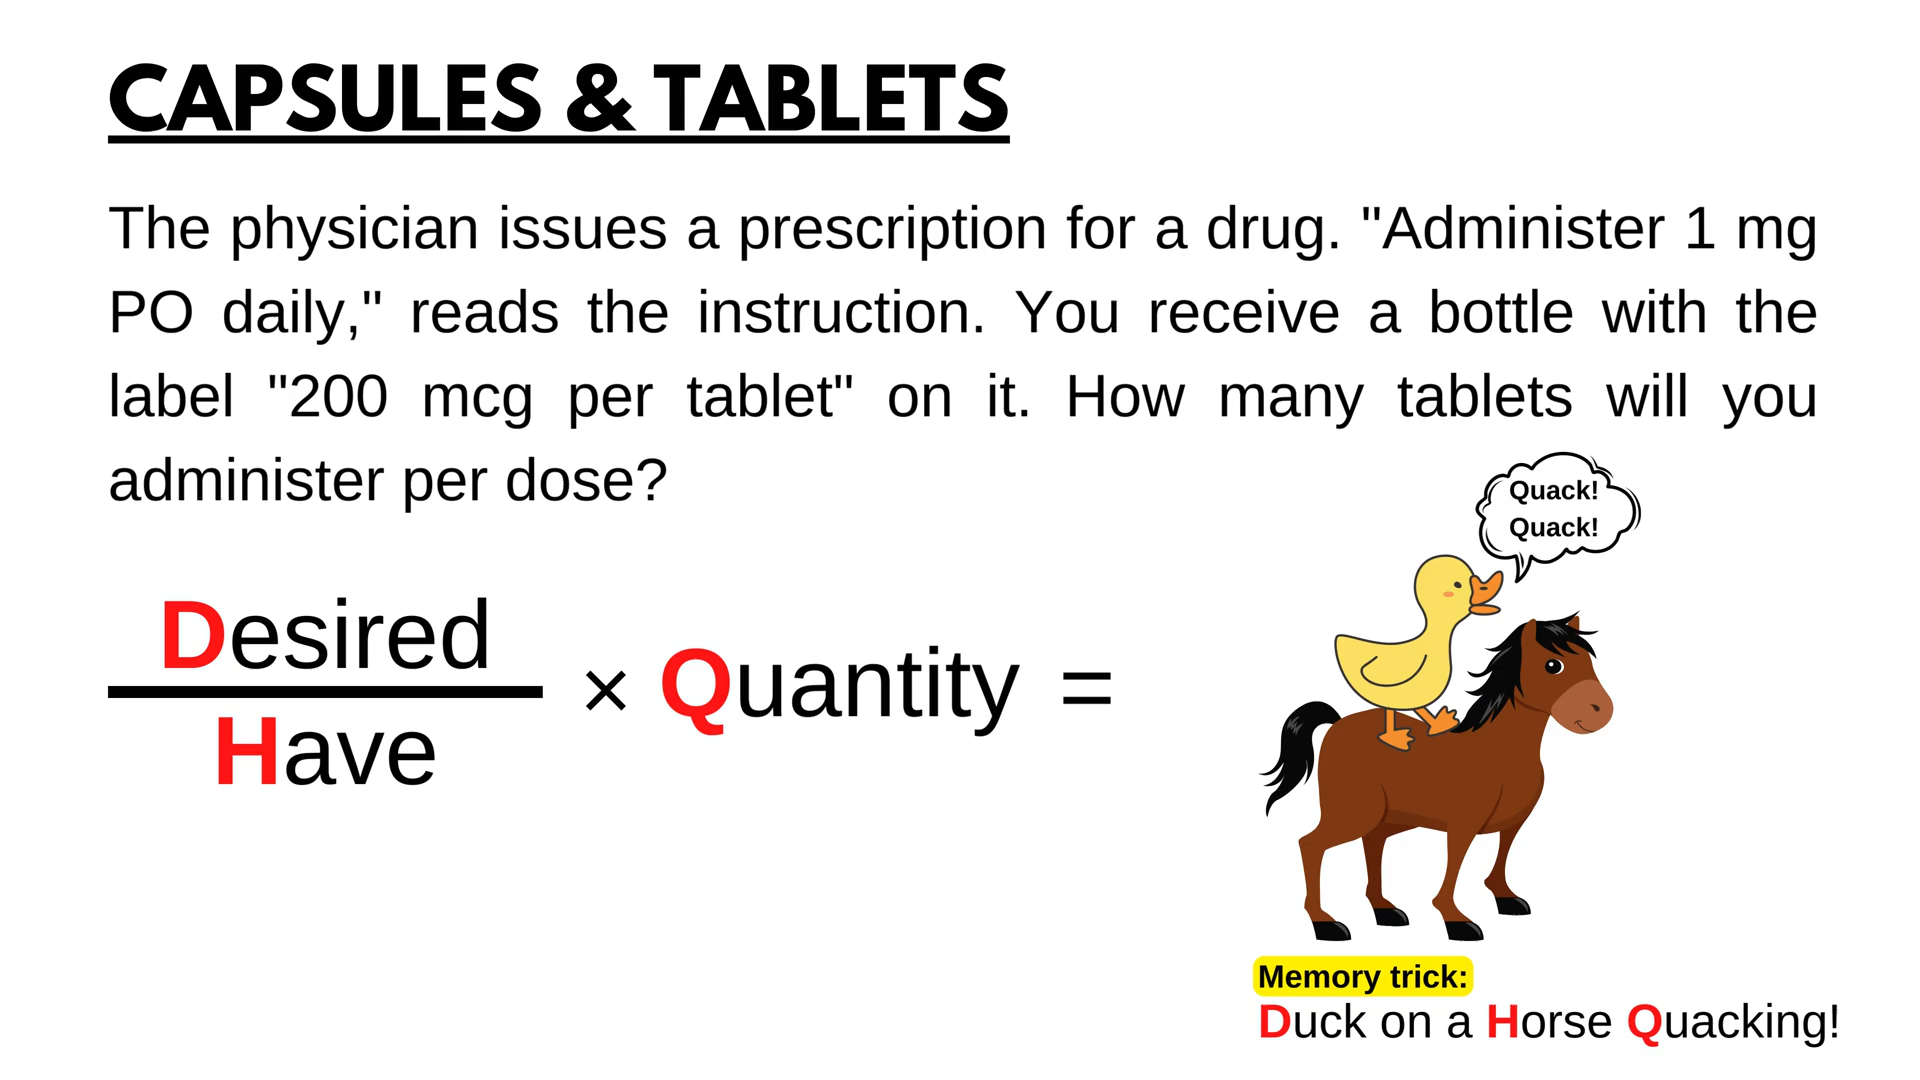 CAPSULES & TABLETS
The physician issues a prescription for a drug. "Administer 1 mg
PO daily," reads the instruction. You receive a bottle with the
label "200 mcg per tablet" on it. How many tablets will you
administer per dose?
Quack!
Quack!
Desired
Have
× Quantity =
Memory trick:
Duck on a Horse Quacking!